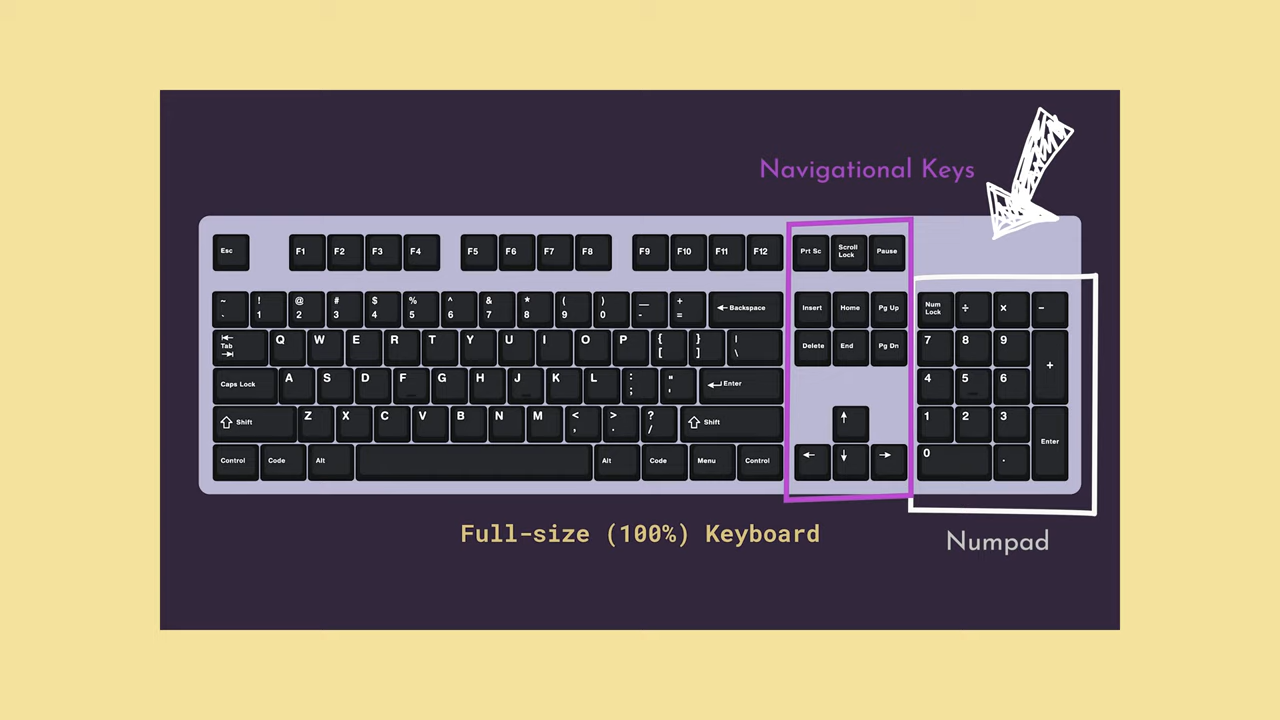 Navigational Keys
Esc F1 F2 F3 F4 F5 F6 F7 F8 F9 F10 F11 F12 Prt Sc Scroll Lock Pause
~ ` ! 1 @ 2 # 3 $ 4 % 5 ^ 6 & 7 * 8 ( 9 ) 0 — - + = ← Backspace Insert Home Pg Up Num Lock ÷ x −
Tab Q W E R T Y U I O P { [ } ] | \ Delete End Pg Dn 7 8 9 +
Caps Lock A S D F G H J K L : ; " ' ← Enter 4 5 6
Shift Z X C V B N M < , > . ? / Shift ↑ 1 2 3 Enter
Control Code Alt Alt Code Menu Control ← ↓ → 0 .
Full-size (100%) Keyboard
Numpad